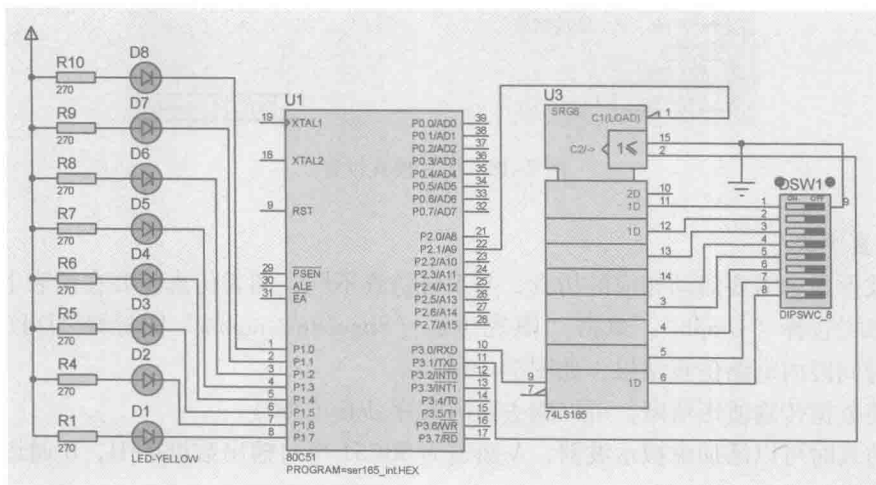 D8
R10
270
D7
R9
270
D6
R8
270
D5
R7
270
D4
R6
270
D3
R5
270
D2
R4
270
D1
R1
270
LED-YELLOW
U1
19 XTAL1
18 XTAL2
9 RST
29 PSEN
30 ALE
31 EA
1 P1.0
2 P1.1
3 P1.2
4 P1.3
5 P1.4
6 P1.5
7 P1.6
8 P1.7
P0.0/AD0 39
P0.1/AD1 38
P0.2/AD2 37
P0.3/AD3 36
P0.4/AD4 35
P0.5/AD5 34
P0.6/AD6 33
P0.7/AD7 32
P2.0/A8 21
P2.1/A9 22
P2.2/A10 23
P2.3/A11 24
P2.4/A12 25
P2.5/A13 26
P2.6/A14 27
P2.7/A15 28
P3.0/RXD 10
P3.1/TXD 11
P3.2/INT0 12
P3.3/INT1 13
P3.4/T0 14
P3.5/T1 15
P3.6/WR 16
P3.7/RD 17
80C51
PROGRAM=ser165_int.HEX
U3
SRG8
C1(LOAD) 1
C2/-> 1 15
2
2D 10
1D 11
1D 12
13
14
3
4
5
1D 6
9
7
74LS165
DSW1
ON OFF
1
2
3
4
5
6
7
8
9
DIPSWC_8